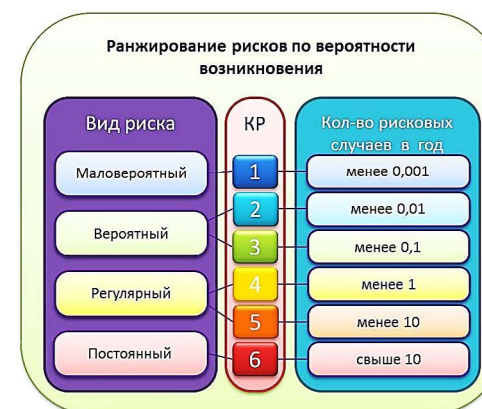 Ранжирование рисков по вероятности
возникновения
Вид риска
КР
Кол-во рисковых
случаев в год
Маловероятный
1
менее 0,001
2
менее 0,01
Вероятный
3
менее 0,1
Регулярный
4
менее 1
5
менее 10
Постоянный
6
свыше 10